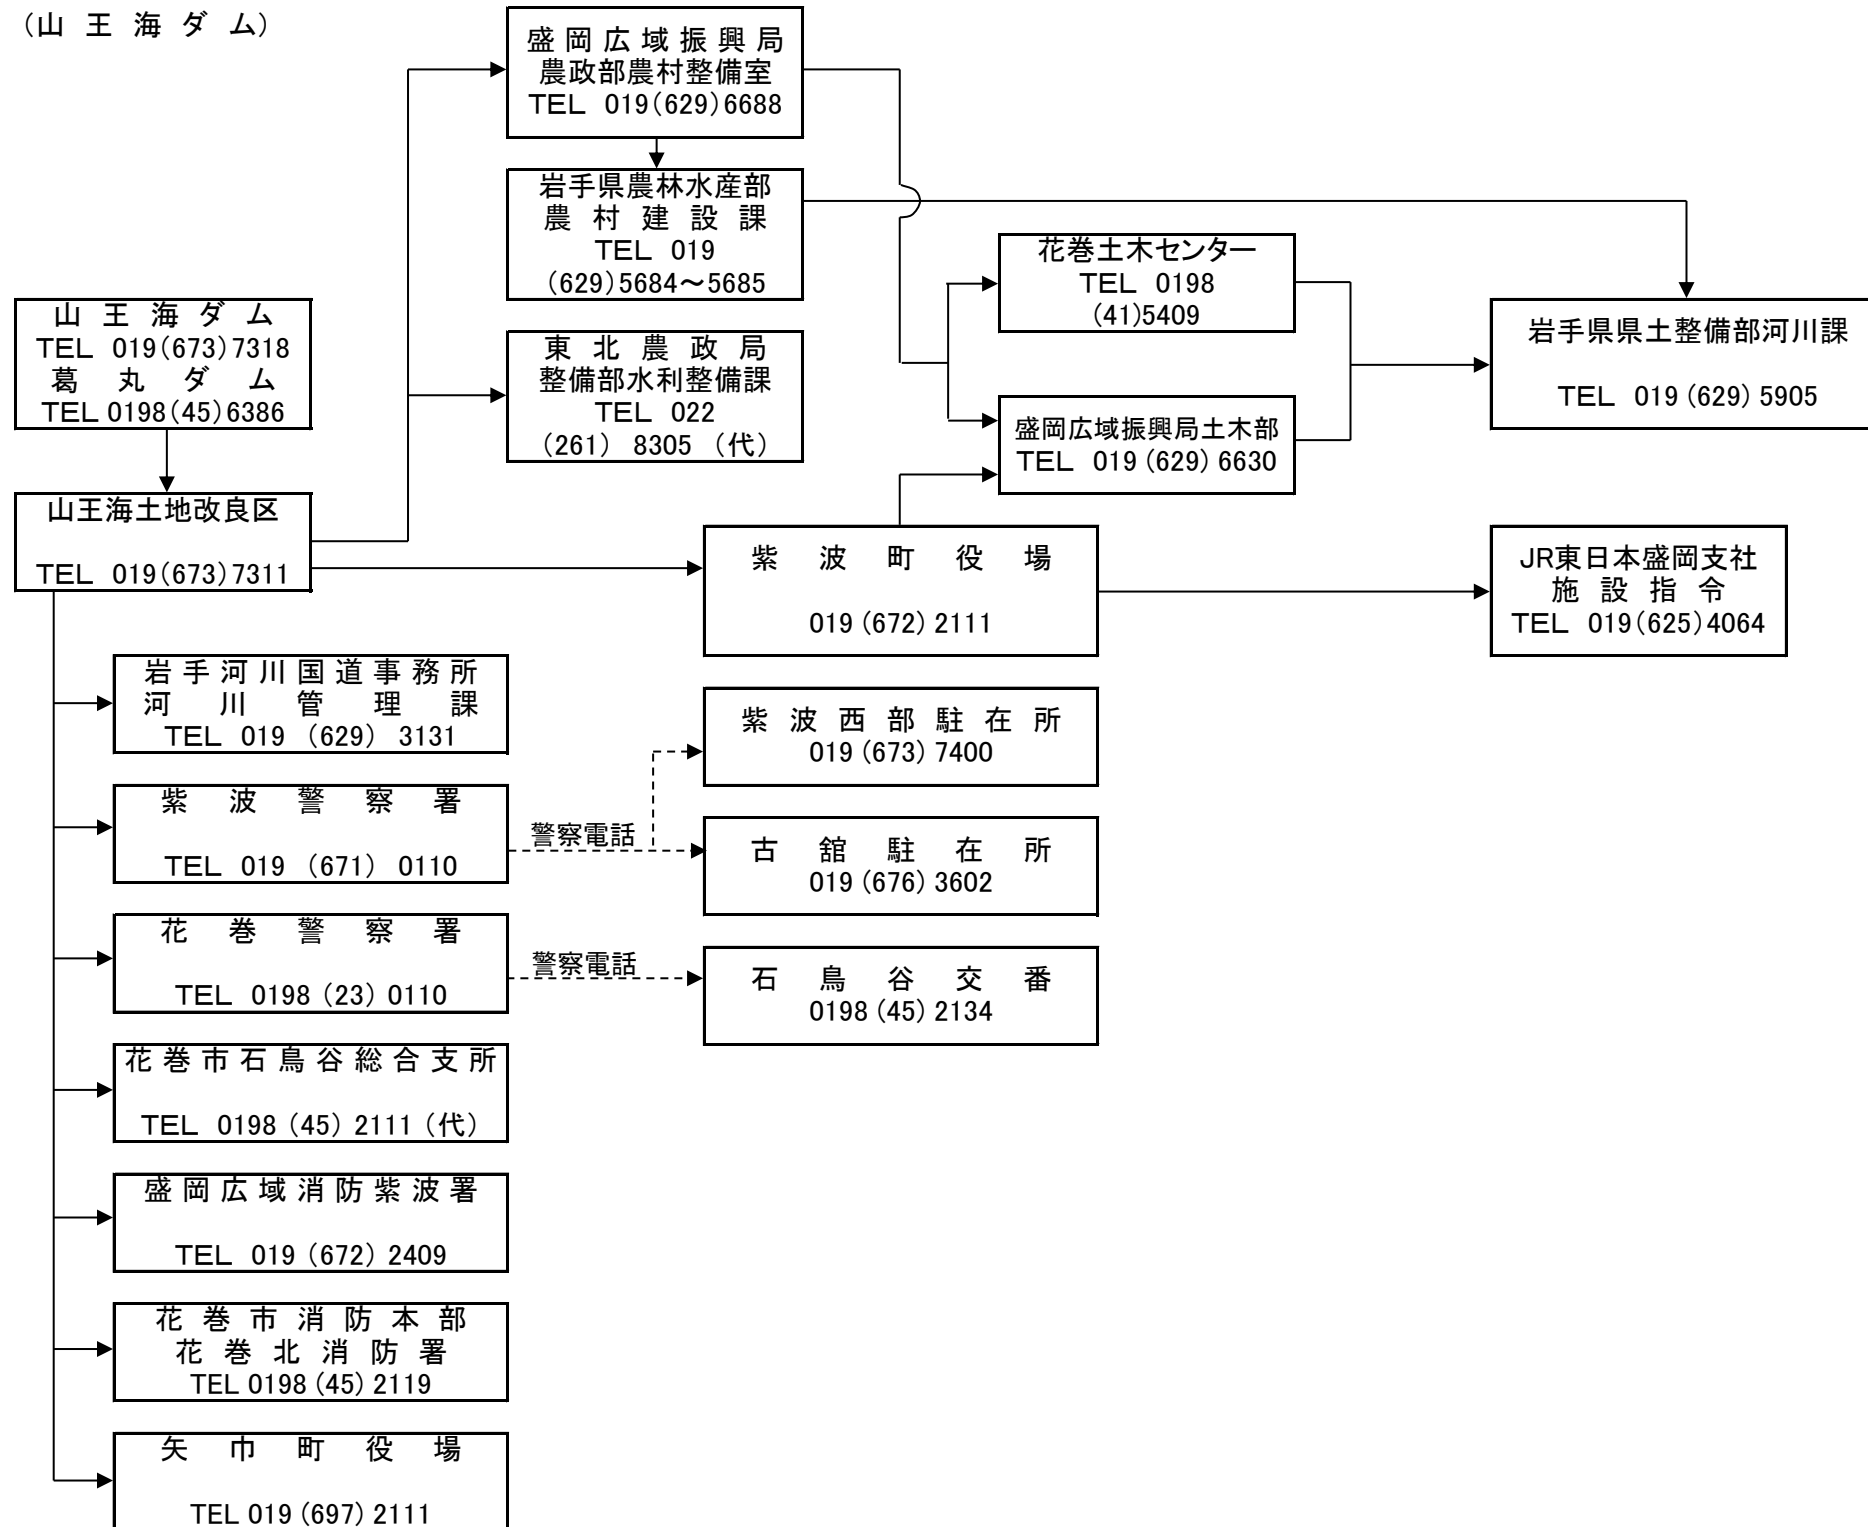 （山王海ダム）
盛岡広域振興局
農政部農村整備室
TEL 019(629)6688
岩手県農林水産部
農村建設課
TEL 019
(629)5684～5685
花巻土木センター
TEL 0198
(41)5409
山王海ダム
TEL 019(673)7318
葛丸ダム
TEL 0198(45)6386
東北農政局
整備部水利整備課
TEL 022
(261) 8305 （代）
岩手県県土整備部河川課
TEL 019(629)5905
盛岡広域振興局土木部
TEL 019(629)6630
山王海土地改良区
TEL 019(673)7311
紫波町役場
019(672)2111
JR東日本盛岡支社
施設指令
TEL 019(625)4064
岩手河川国道事務所
河川管理課
TEL 019 (629) 3131
紫波西部駐在所
019(673)7400
紫波警察署
TEL 019 (671) 0110
警察電話
古舘駐在所
019(676)3602
花巻警察署
TEL 0198(23)0110
警察電話
石鳥谷交番
0198(45)2134
花巻市石鳥谷総合支所
TEL 0198(45)2111（代）
盛岡広域消防紫波署
TEL 019(672)2409
花巻市消防本部
花巻北消防署
TEL 0198(45)2119
矢巾町役場
TEL 019(697)2111